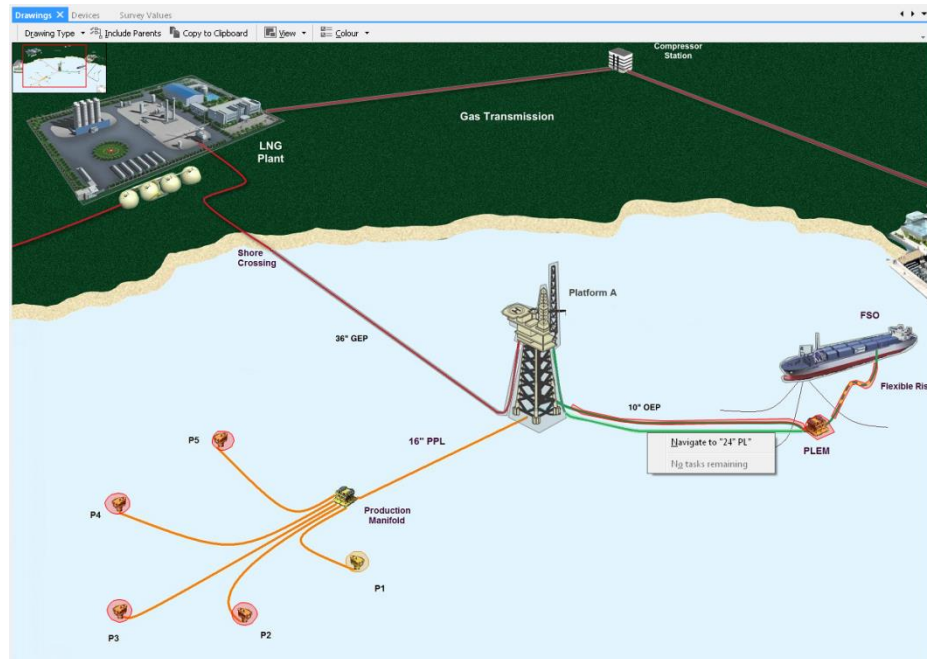 Drawings X Devices Survey Values
Drawing Type Include Parents Copy to Clipboard View Colour
Compressor
Station
Gas Transmission
LNG
Plant
Shore
Crossing
Platform A
FSO
36" GEP
Flexible Ris
10" OEP
16" PPL
P5
Navigate to "24" PL"
PLEM
No tasks remaining
P4
Production
Manifold
P1
P3
P2